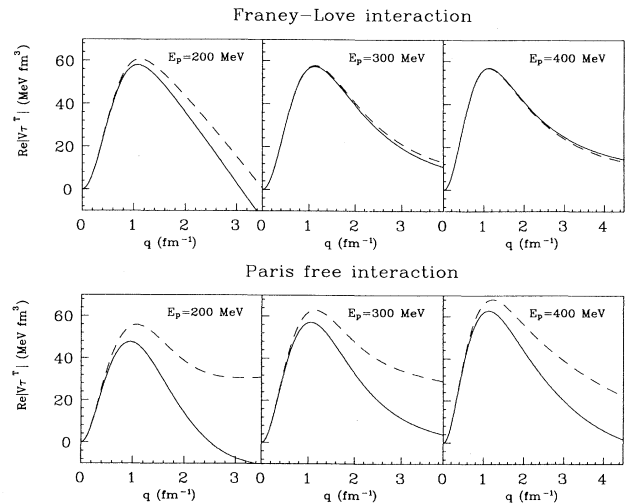 Franey-Love interaction
Re|Vτ^T| (MeV fm³)
60
40
20
0
E_p=200 MeV
E_p=300 MeV
E_p=400 MeV
0 1 2 3 0 1 2 3 0 1 2 3 4
q (fm⁻¹) q (fm⁻¹) q (fm⁻¹)
Paris free interaction
Re|Vτ^T| (MeV fm³)
60
40
20
0
E_p=200 MeV
E_p=300 MeV
E_p=400 MeV
0 1 2 3 0 1 2 3 0 1 2 3 4
q (fm⁻¹) q (fm⁻¹) q (fm⁻¹)